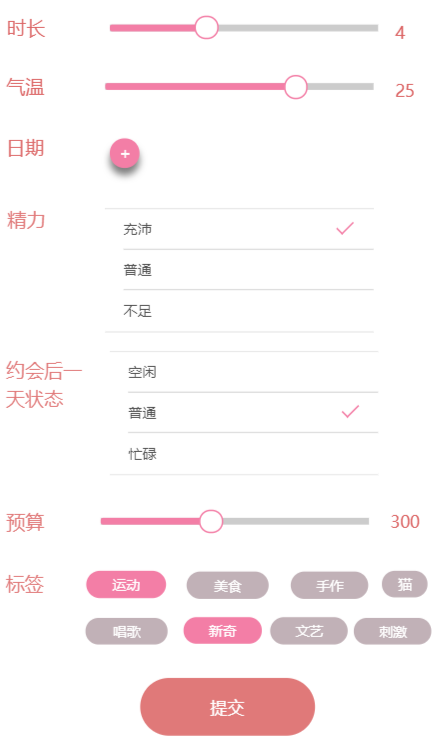 时长 4
气温 25
日期 +
精力
充沛
普通
不足
约会后一
天状态
空闲
普通
忙碌
预算 300
标签 运动 美食 手作 猫
唱歌 新奇 文艺 刺激
提交